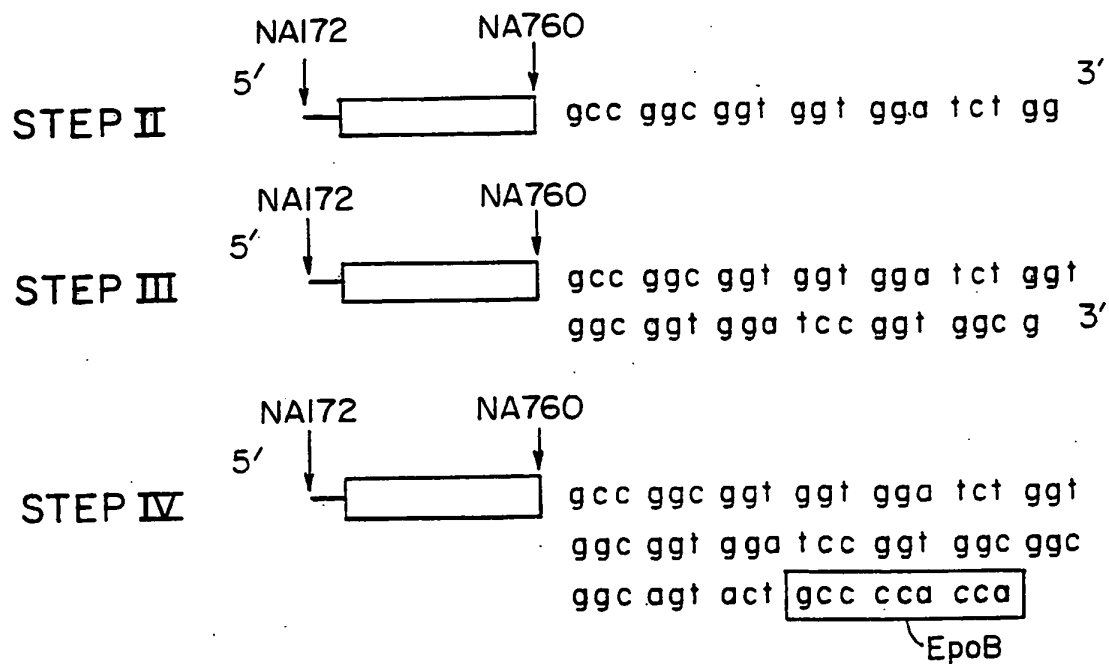 NA172 NA760
5′ 3′
STEP II gcc ggc ggt ggt gga tct gg
NA172 NA760
5′
STEP III gcc ggc ggt ggt gga tct ggt
ggc ggt gga tcc ggt ggc g 3′
NA172 NA760
5′
STEP IV gcc ggc ggt ggt gga tct ggt
ggc ggt gga tcc ggt ggc ggc
ggc agt act gcc cca cca
EpoB